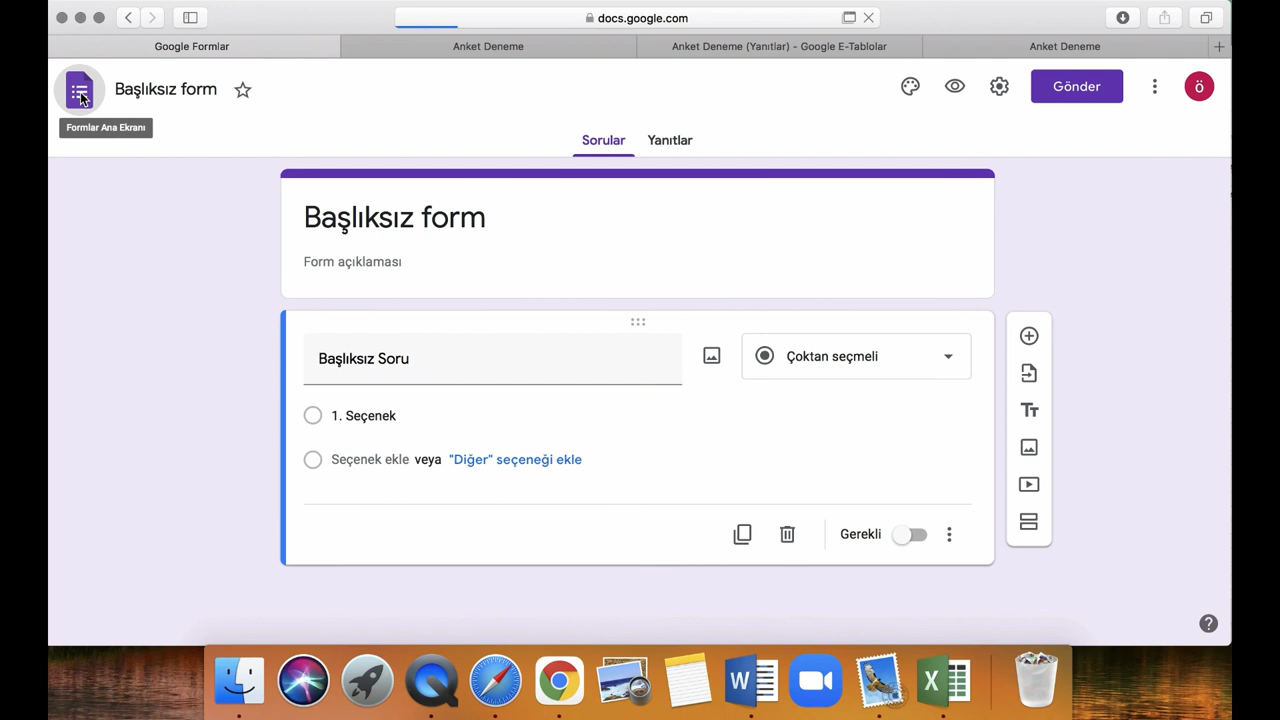 docs.google.com
Google Formlar
Anket Deneme
Anket Deneme (Yanıtlar) - Google E-Tablolar
Anket Deneme
Başlıksız form
Gönder
ö
Formlar Ana Ekranı
Sorular
Yanıtlar
Başlıksız form
Form açıklaması
Başlıksız Soru
Çoktan seçmeli
1. Seçenek
Seçenek ekle veya "Diğer" seçeneği ekle
Gerekli
W
X